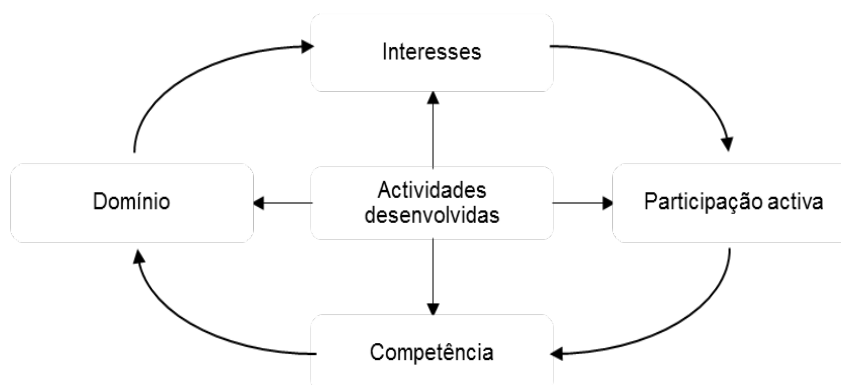 Interesses
Domínio
Actividades
desenvolvidas
Participação activa
Competência